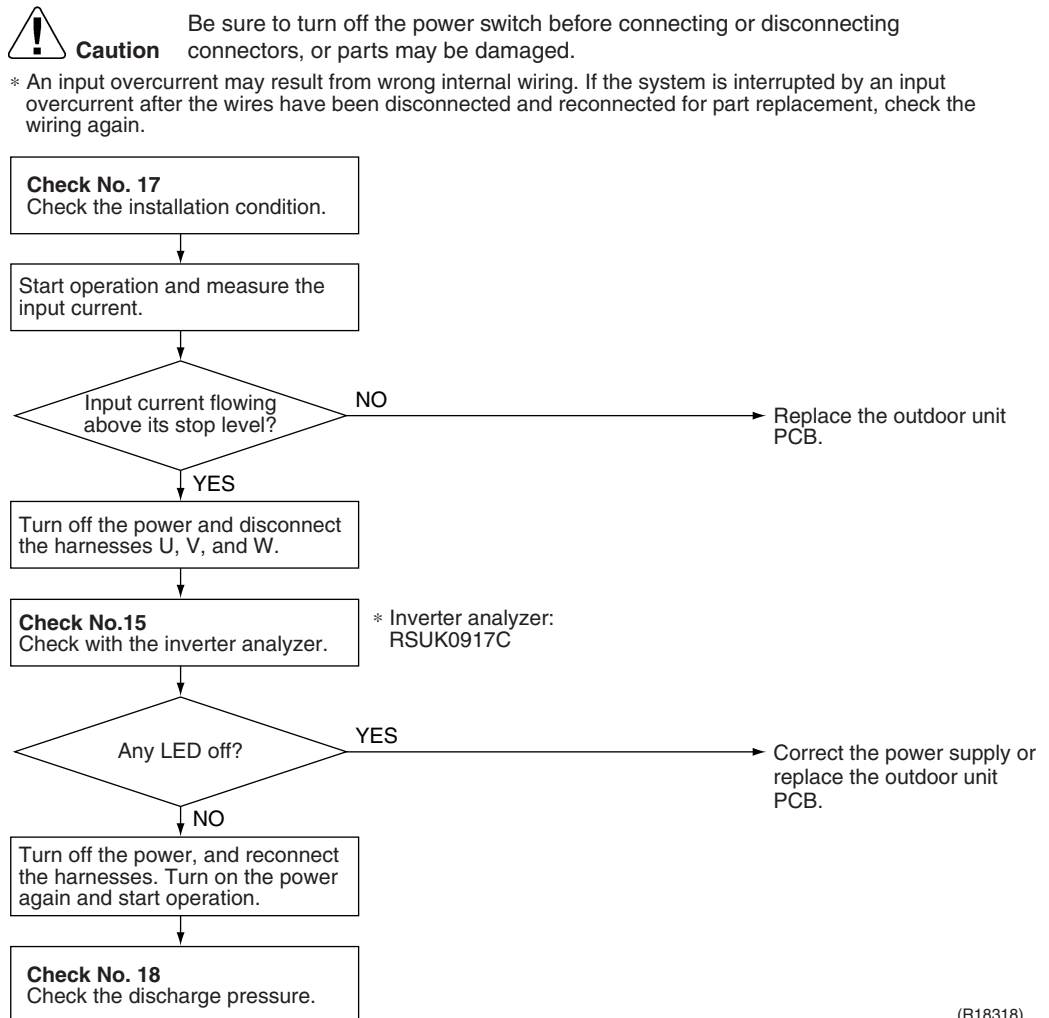 Be sure to turn off the power switch before connecting or disconnecting
Caution connectors, or parts may be damaged.
* An input overcurrent may result from wrong internal wiring. If the system is interrupted by an input
overcurrent after the wires have been disconnected and reconnected for part replacement, check the
wiring again.
Check No. 17
Check the installation condition.
Start operation and measure the
input current.
Input current flowing
above its stop level?
NO
Replace the outdoor unit
PCB.
YES
Turn off the power and disconnect
the harnesses U, V, and W.
Check No.15
Check with the inverter analyzer.
* Inverter analyzer:
RSUK0917C
Any LED off?
YES
Correct the power supply or
replace the outdoor unit
PCB.
NO
Turn off the power, and reconnect
the harnesses. Turn on the power
again and start operation.
Check No. 18
Check the discharge pressure.
(R18318)